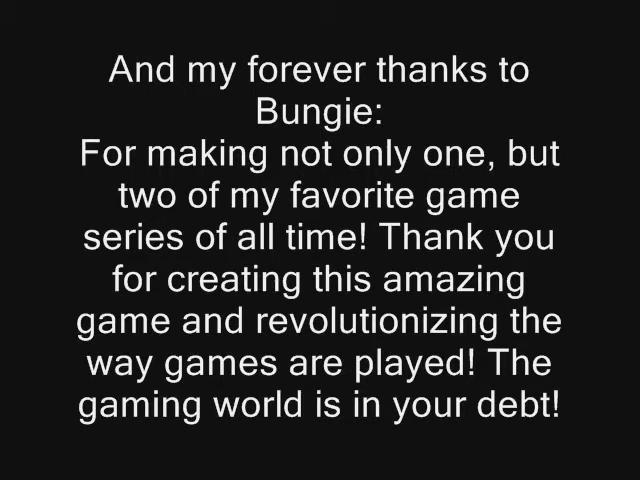 And my forever thanks to
Bungie:
For making not only one, but
two of my favorite game
series of all time! Thank you
for creating this amazing
game and revolutionizing the
way games are played! The
gaming world is in your debt!